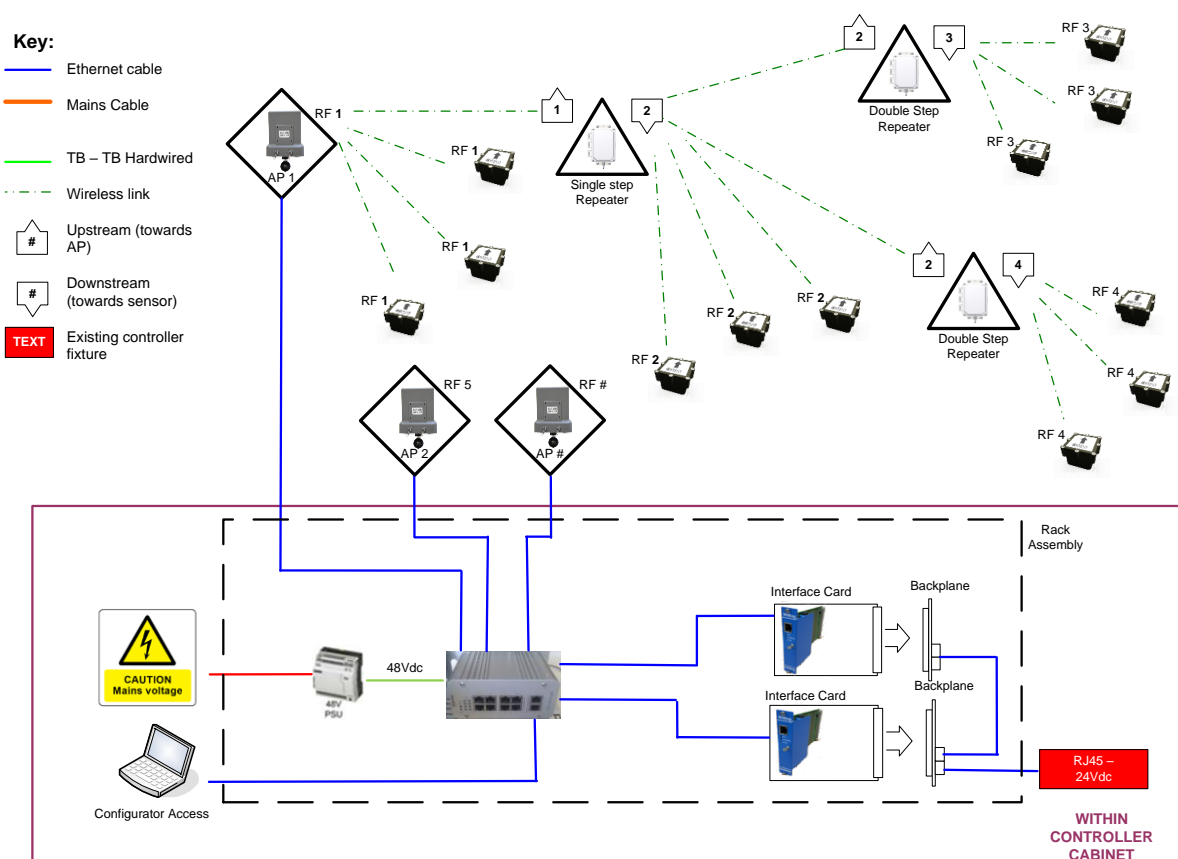 Key:
Ethernet cable
Mains Cable
TB – TB Hardwired
Wireless link
#
Upstream (towards
AP)
#
Downstream
(towards sensor)
TEXT
Existing controller
fixture
RF 1
AP 1
RF 1
RF 1
RF 1
1
2
Single step
Repeater
2
3
Double Step
Repeater
RF 3
RF 3
RF 3
RF 2
RF 2
RF 2
2
4
Double Step
Repeater
RF 4
RF 4
RF 4
RF 5
AP 2
RF #
AP #
Rack
Assembly
CAUTION
Mains voltage
48V
PSU
48Vdc
Configurator Access
Interface Card
Backplane
Interface Card
Backplane
RJ45 –
24Vdc
WITHIN
CONTROLLER
CABINET